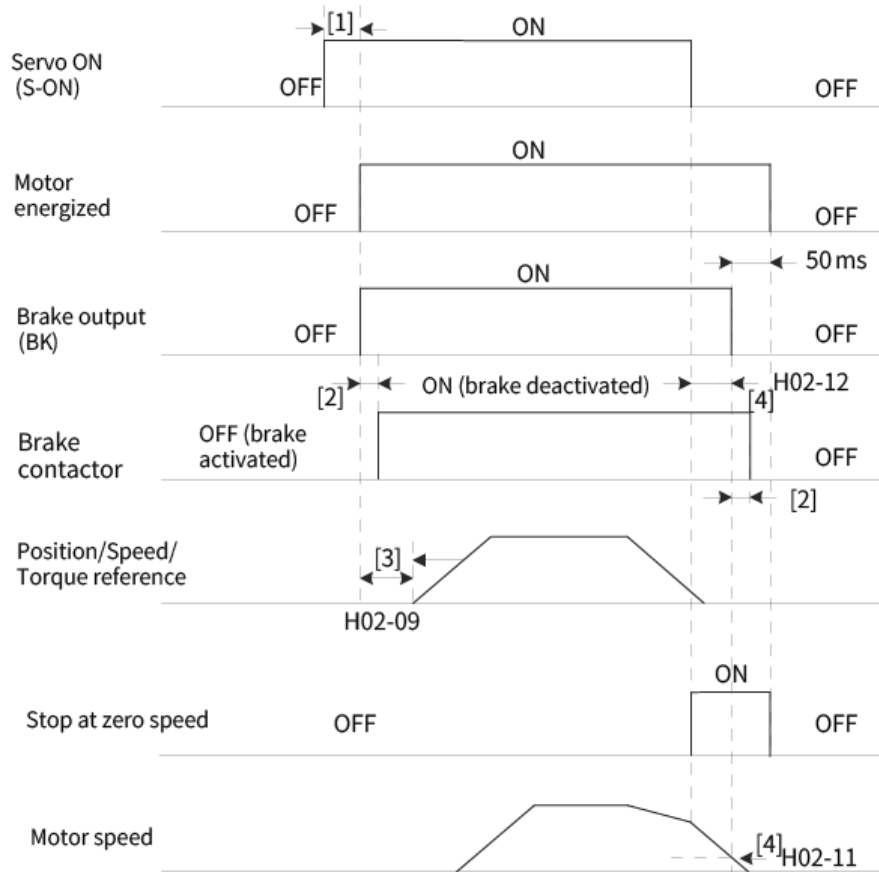 [1]
ON
Servo ON
(S-ON)
OFF
OFF
ON
Motor
energized
OFF
OFF
50 ms
ON
Brake output
(BK)
OFF
OFF
[2]
ON (brake deactivated)
H02-12
[4]
Brake
contactor
OFF (brake
activated)
OFF
[2]
Position/Speed/
Torque reference
[3]
H02-09
ON
Stop at zero speed
OFF
OFF
Motor speed
[4]
H02-11